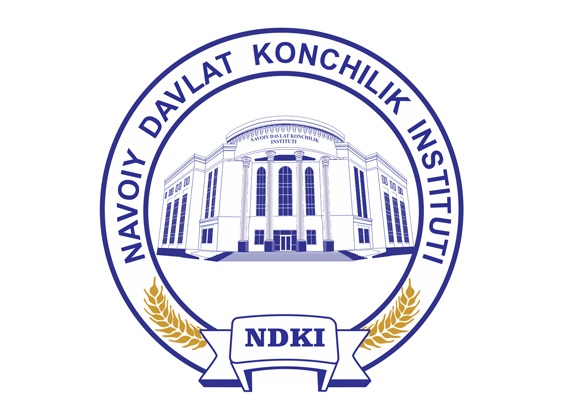 NAVOIY DAVLAT KONCHILIK INSTITUTI
NAVOIY DAVLAT KONCHILIK
INSTITUTI
NDKI